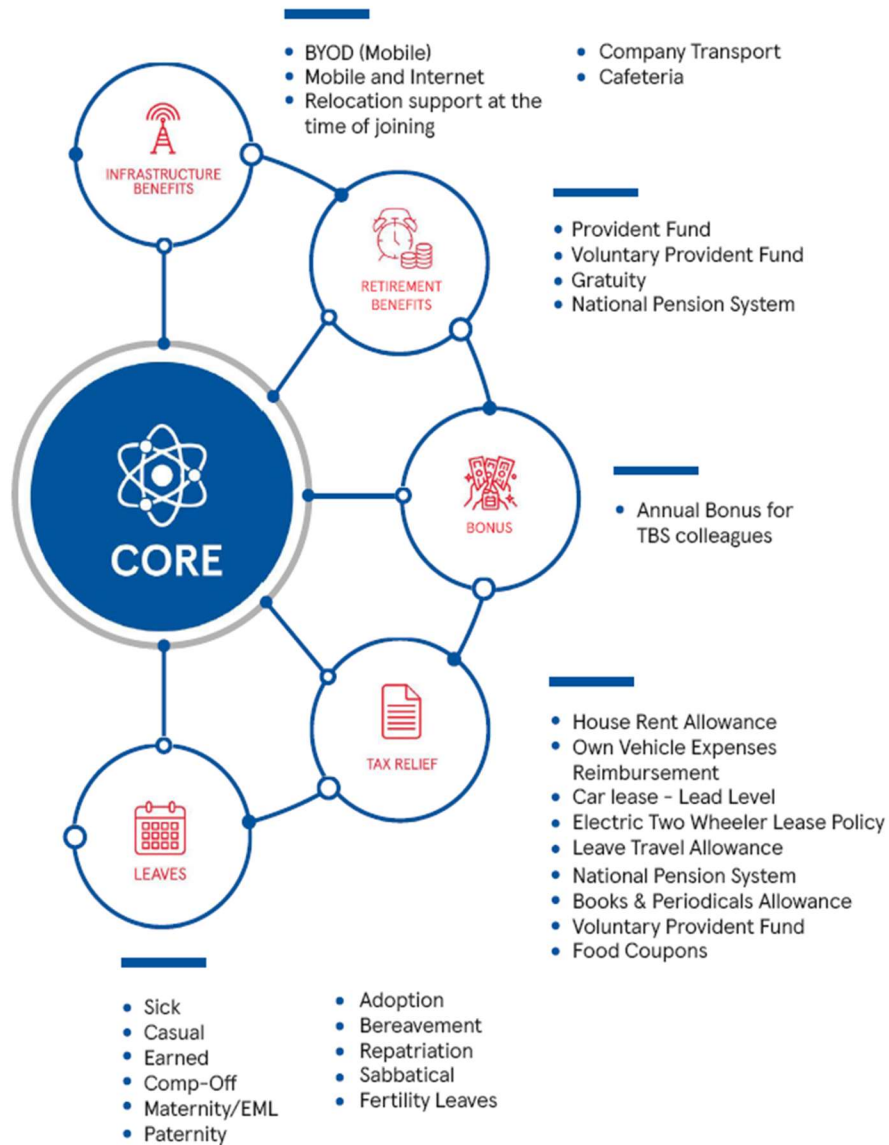 • BYOD (Mobile)
• Mobile and Internet
• Relocation support at the
time of joining
• Company Transport
• Cafeteria
INFRASTRUCTURE
BENEFITS
RETIREMENT
BENEFITS
• Provident Fund
• Voluntary Provident Fund
• Gratuity
• National Pension System
CORE
BONUS
• Annual Bonus for
TBS colleagues
TAX RELIEF
• House Rent Allowance
• Own Vehicle Expenses
Reimbursement
• Car lease - Lead Level
• Electric Two Wheeler Lease Policy
• Leave Travel Allowance
• National Pension System
• Books & Periodicals Allowance
• Voluntary Provident Fund
• Food Coupons
LEAVES
• Sick
• Casual
• Earned
• Comp-Off
• Maternity/EML
• Paternity
• Adoption
• Bereavement
• Repatriation
• Sabbatical
• Fertility Leaves